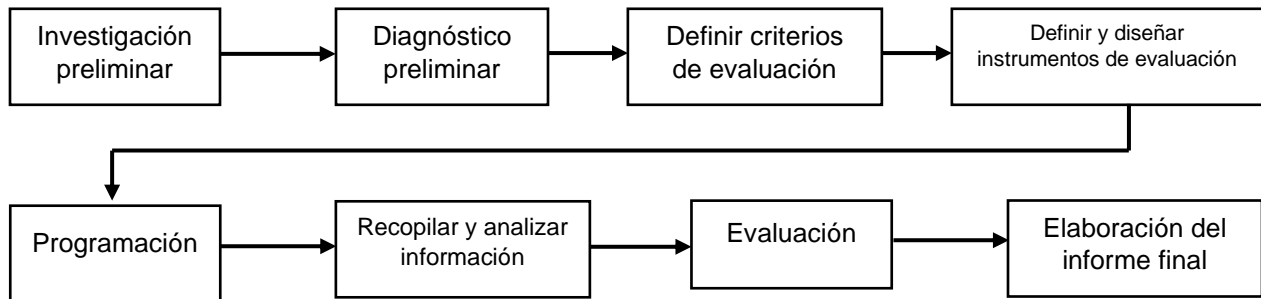 Investigación
preliminar
Diagnóstico
preliminar
Definir criterios
de evaluación
Definir y diseñar
instrumentos de evaluación
Programación
Recopilar y analizar
información
Evaluación
Elaboración del
informe final